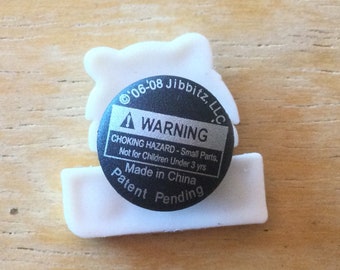 ©'06-'08 Jibbitz, LLC
⚠ WARNING
CHOKING HAZARD - Small Parts.
Not for Children Under 3 yrs
Made in China
Patent Pending